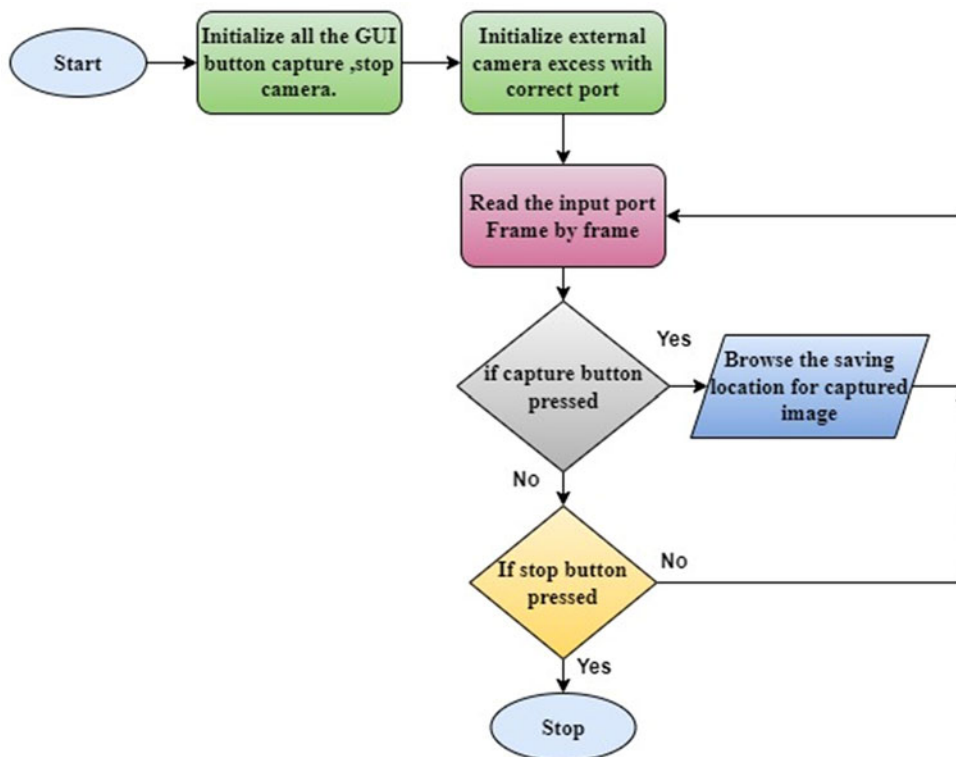 Start
Initialize all the GUI
button capture ,stop
camera.
Initialize external
camera excess with
correct port
Read the input port
Frame by frame
if capture button
pressed
Yes
Browse the saving
location for captured
image
No
If stop button
pressed
No
Yes
Stop